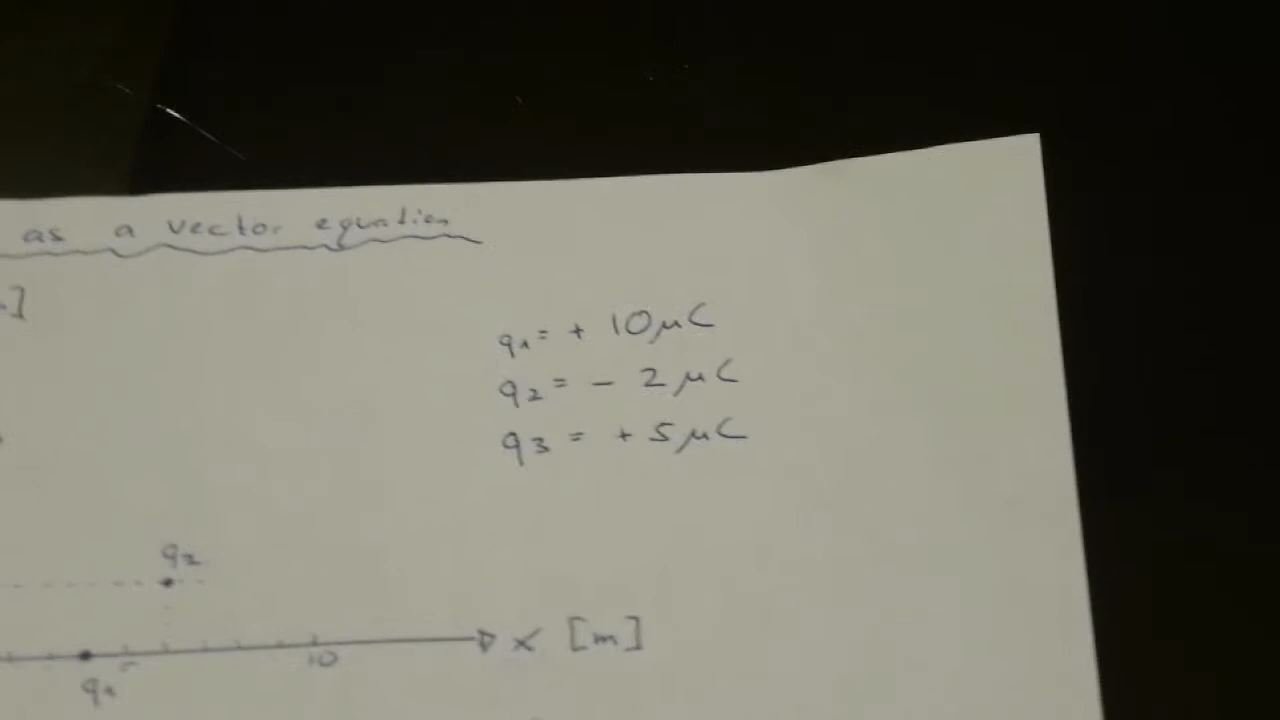 as a vector equation
]
q1 = + 10 μC
q2 = - 2 μC
q3 = + 5 μC
q2
x [m]
5 10
q1